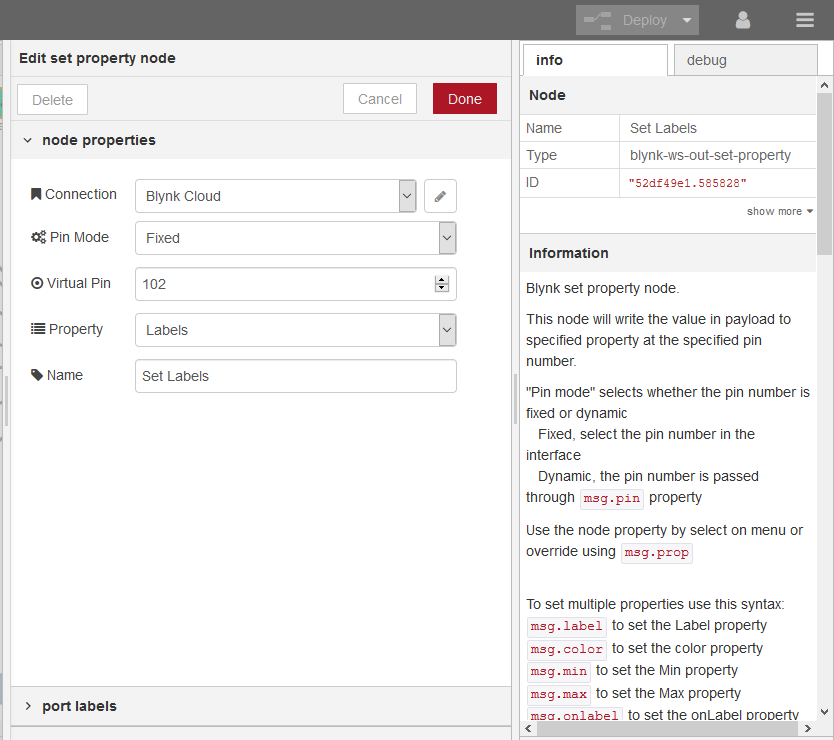 Deploy
Edit set property node
Delete
Cancel
Done
node properties
Connection
Blynk Cloud
Pin Mode
Fixed
Virtual Pin
102
Property
Labels
Name
Set Labels
port labels
info
debug
Node
Name
Set Labels
Type
blynk-ws-out-set-property
ID
"52df49e1.585828"
show more
Information
Blynk set property node.
This node will write the value in payload to
specified property at the specified pin
number.
"Pin mode" selects whether the pin number is
fixed or dynamic
Fixed, select the pin number in the
interface
Dynamic, the pin number is passed
through msg.pin property
Use the node property by select on menu or
override using msg.prop
To set multiple properties use this syntax:
msg.label to set the Label property
msg.color to set the color property
msg.min to set the Min property
msg.max to set the Max property
msg.onlabel to set the onLabel property